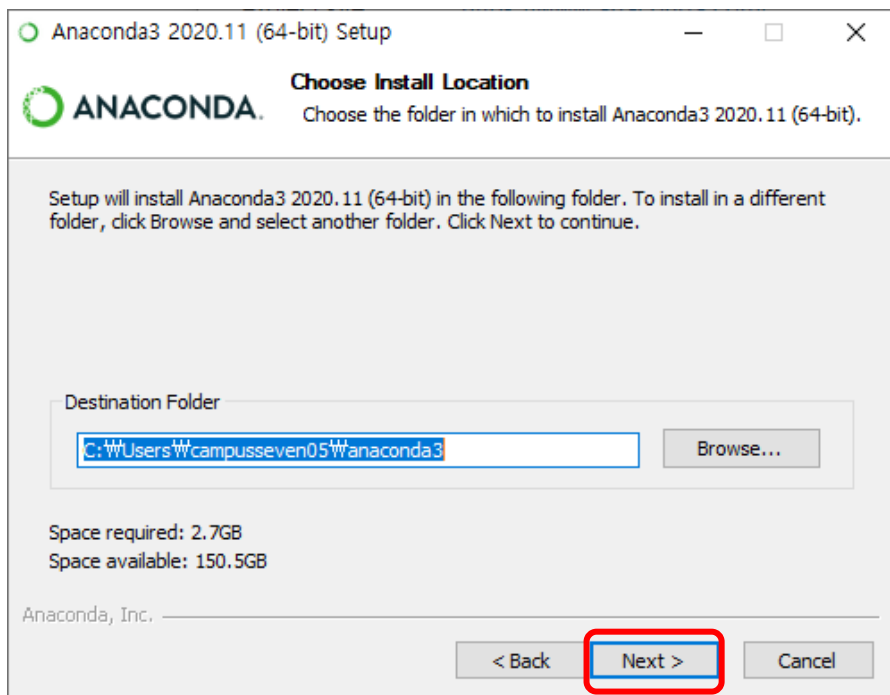 Anaconda3 2020.11 (64-bit) Setup
ANACONDA.
Choose Install Location
Choose the folder in which to install Anaconda3 2020.11 (64-bit).
Setup will install Anaconda3 2020.11 (64-bit) in the following folder. To install in a different
folder, click Browse and select another folder. Click Next to continue.
Destination Folder
C:₩Users₩campusseven05₩anaconda3
Browse...
Space required: 2.7GB
Space available: 150.5GB
Anaconda, Inc.
< Back
Next >
Cancel